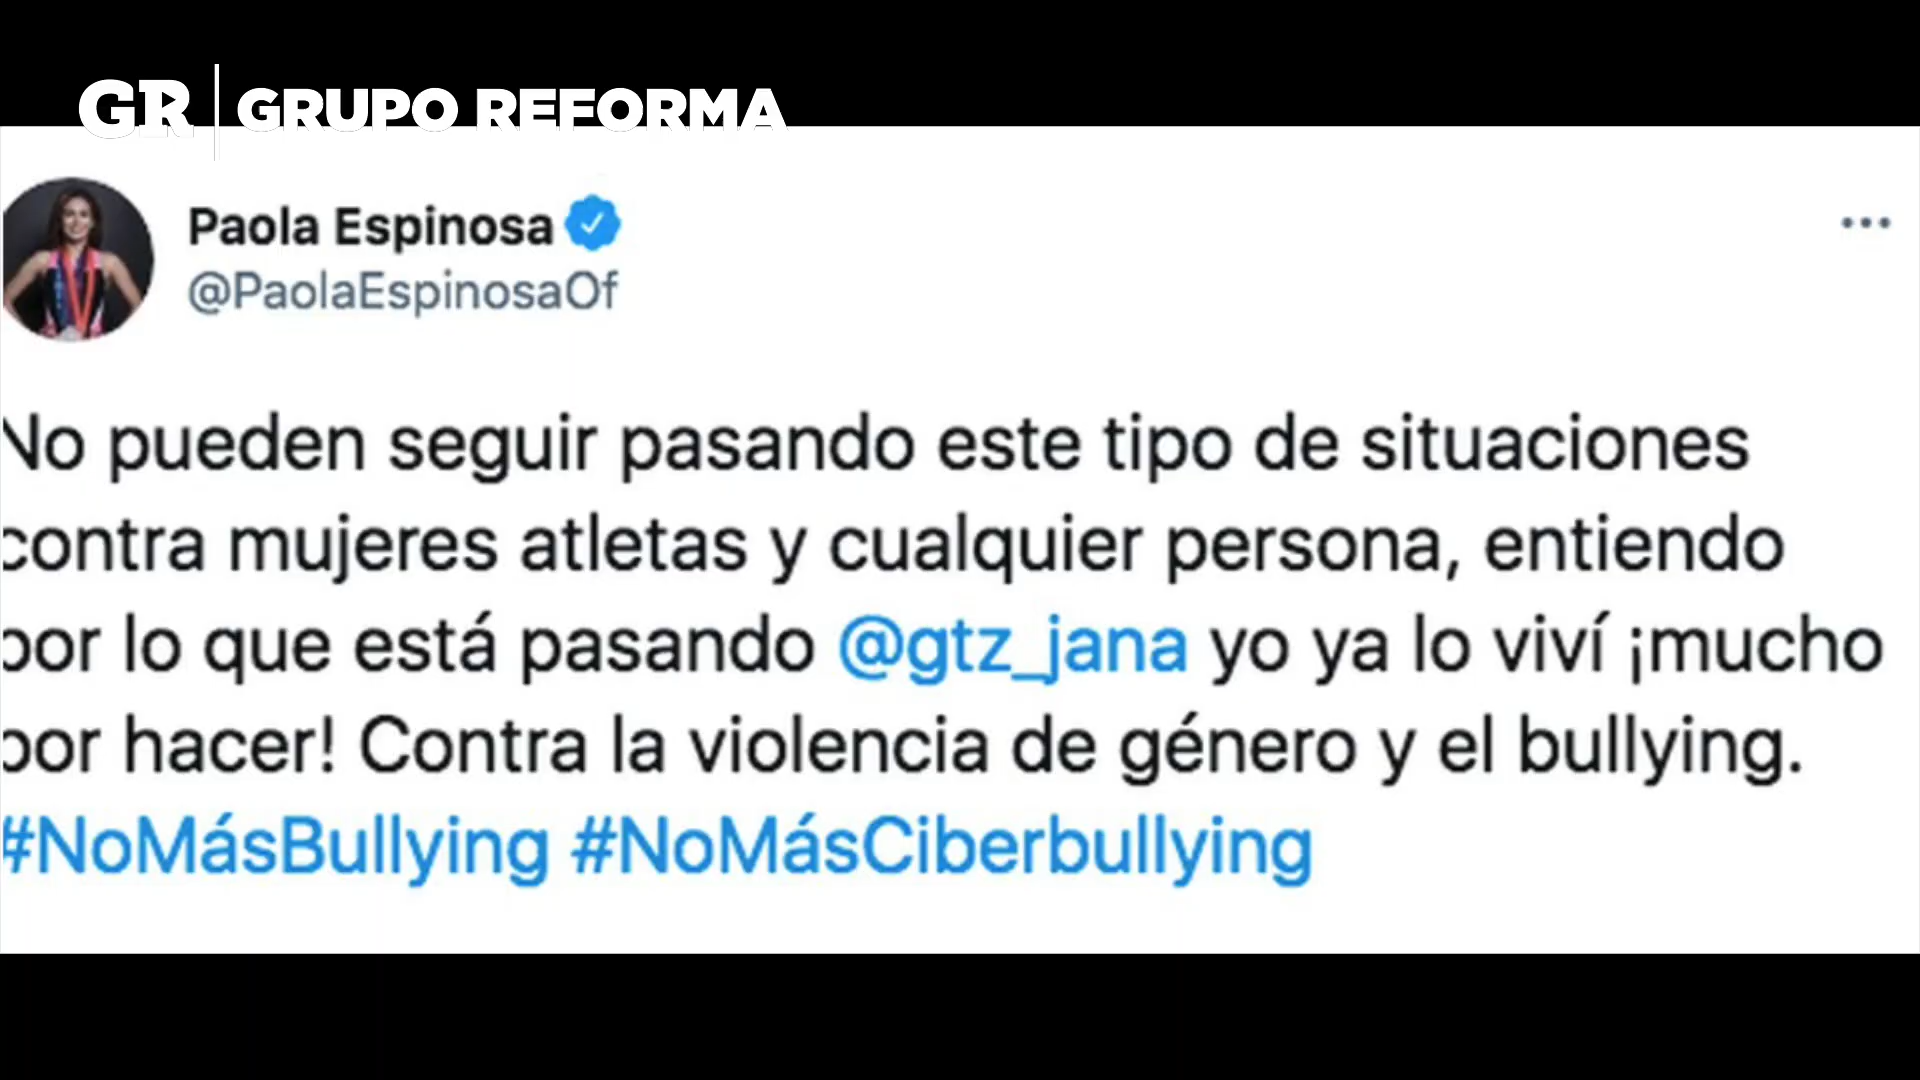 GR | GRUPO REFORMA
Paola Espinosa
@PaolaEspinosaOf
No pueden seguir pasando este tipo de situaciones
contra mujeres atletas y cualquier persona, entiendo
por lo que está pasando @gtz_jana yo ya lo viví ¡mucho
por hacer! Contra la violencia de género y el bullying.
#NoMásBullying #NoMásCiberbullying